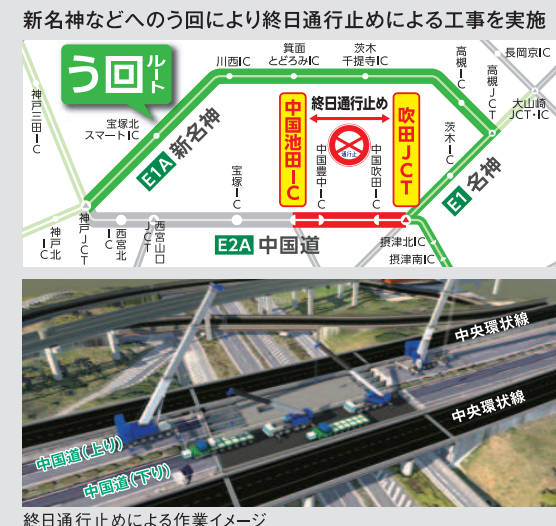 新名神などへのう回により終日通行止めによる工事を実施
う回ルート
川西IC
箕面とどろみIC
茨木千提寺IC
高槻IC
高槻JCT
長岡京IC
大山崎JCT・IC
神戸三田IC
宝塚北スマートIC
E1A 新名神
中国池田IC
終日通行止め
通行止
吹田JCT
茨木IC
E1 名神
宝塚IC
中国豊中IC
中国吹田IC
神戸北IC
神戸JCT
西宮北IC
西宮山口JCT
E2A 中国道
摂津北IC
摂津南IC
中央環状線
中央環状線
中国道(上り)
中国道(下り)
終日通行止めによる作業イメージ